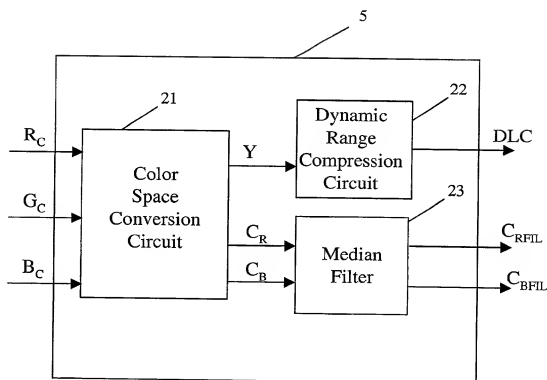 5
21
22
R_C
G_C
B_C
Color
Space
Conversion
Circuit
Y
C_R
C_B
Dynamic
Range
Compression
Circuit
DLC
23
Median
Filter
C_RFIL
C_BFIL